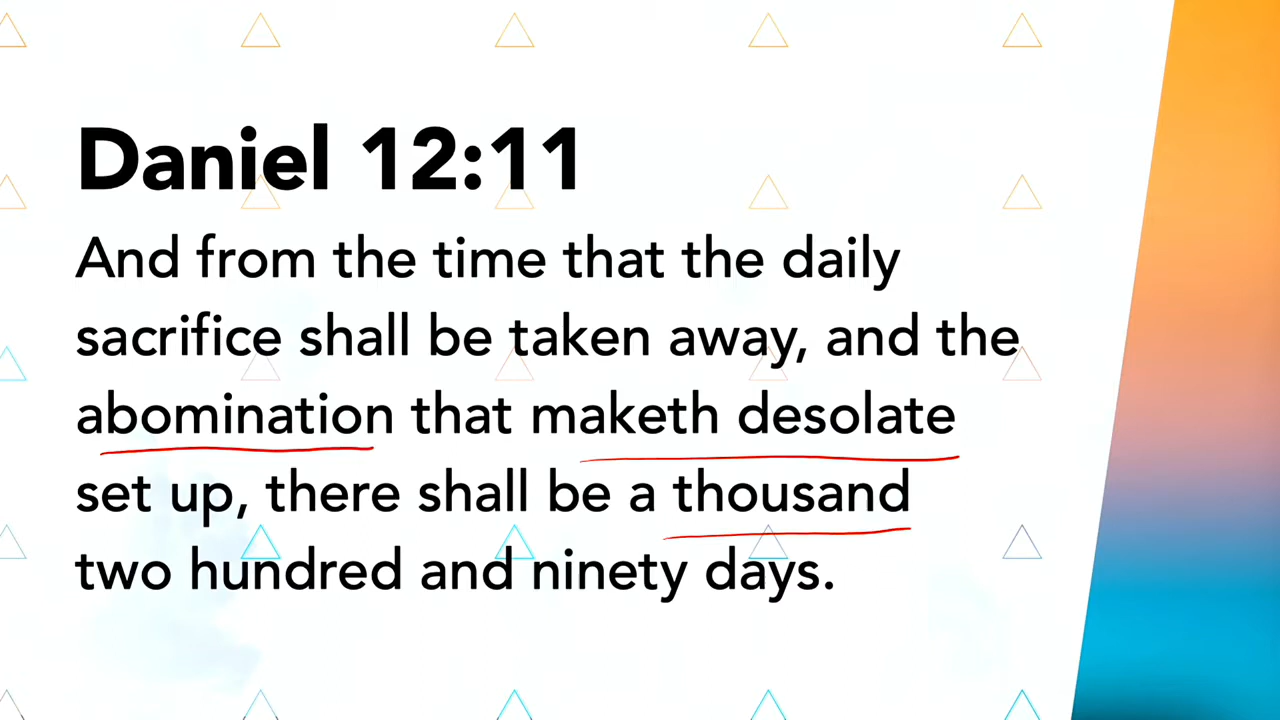 Daniel 12:11
And from the time that the daily
sacrifice shall be taken away, and the
abomination that maketh desolate
set up, there shall be a thousand
two hundred and ninety days.